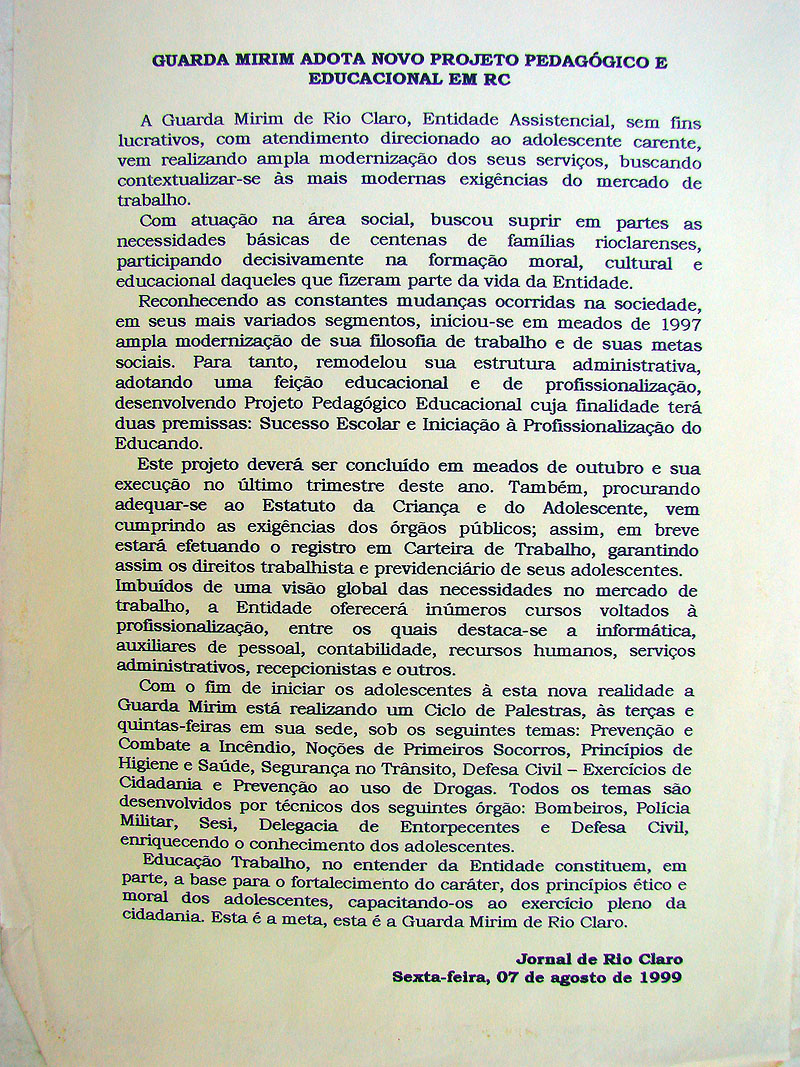 GUARDA MIRIM ADOTA NOVO PROJETO PEDAGÓGICO E
EDUCACIONAL EM RC
A Guarda Mirim de Rio Claro, Entidade Assistencial, sem fins
lucrativos, com atendimento direcionado ao adolescente carente,
vem realizando ampla modernização dos seus serviços, buscando
contextualizar-se às mais modernas exigências do mercado de
trabalho.
Com atuação na área social, buscou suprir em partes as
necessidades básicas de centenas de famílias rioclarenses,
participando decisivamente na formação moral, cultural e
educacional daqueles que fizeram parte da vida da Entidade.
Reconhecendo as constantes mudanças ocorridas na sociedade,
em seus mais variados segmentos, iniciou-se em meados de 1997
ampla modernização de sua filosofia de trabalho e de suas metas
sociais. Para tanto, remodelou sua estrutura administrativa,
adotando uma feição educacional e de profissionalização,
desenvolvendo Projeto Pedagógico Educacional cuja finalidade terá
duas premissas: Sucesso Escolar e Iniciação à Profissionalização do
Educando.
Este projeto deverá ser concluído em meados de outubro e sua
execução no último trimestre deste ano. Também, procurando
adequar-se ao Estatuto da Criança e do Adolescente, vem
cumprindo as exigências dos órgãos públicos; assim, em breve
estará efetuando o registro em Carteira de Trabalho, garantindo
assim os direitos trabalhista e previdenciário de seus adolescentes.
Imbuídos de uma visão global das necessidades no mercado de
trabalho, a Entidade oferecerá inúmeros cursos voltados à
profissionalização, entre os quais destaca-se a informática,
auxiliares de pessoal, contabilidade, recursos humanos, serviços
administrativos, recepcionistas e outros.
Com o fim de iniciar os adolescentes à esta nova realidade a
Guarda Mirim está realizando um Ciclo de Palestras, às terças e
quintas-feiras em sua sede, sob os seguintes temas: Prevenção e
Combate a Incêndio, Noções de Primeiros Socorros, Princípios de
Higiene e Saúde, Segurança no Trânsito, Defesa Civil – Exercícios de
Cidadania e Prevenção ao uso de Drogas. Todos os temas são
desenvolvidos por técnicos dos seguintes órgão: Bombeiros, Polícia
Militar, Sesi, Delegacia de Entorpecentes e Defesa Civil,
enriquecendo o conhecimento dos adolescentes.
Educação Trabalho, no entender da Entidade constituem, em
parte, a base para o fortalecimento do caráter, dos princípios ético e
moral dos adolescentes, capacitando-os ao exercício pleno da
cidadania. Esta é a meta, esta é a Guarda Mirim de Rio Claro.
Jornal de Rio Claro
Sexta-feira, 07 de agosto de 1999